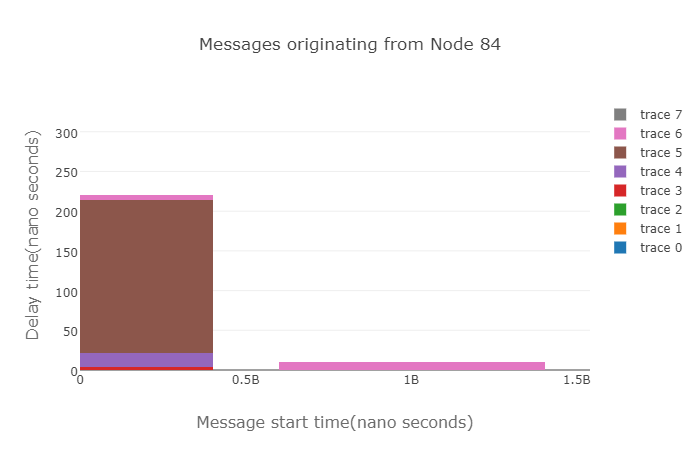 Messages originating from Node 84
trace 7
trace 6
trace 5
trace 4
trace 3
trace 2
trace 1
trace 0
Delay time(nano seconds)
300
250
200
150
100
50
0
0 0.5B 1B 1.5B
Message start time(nano seconds)